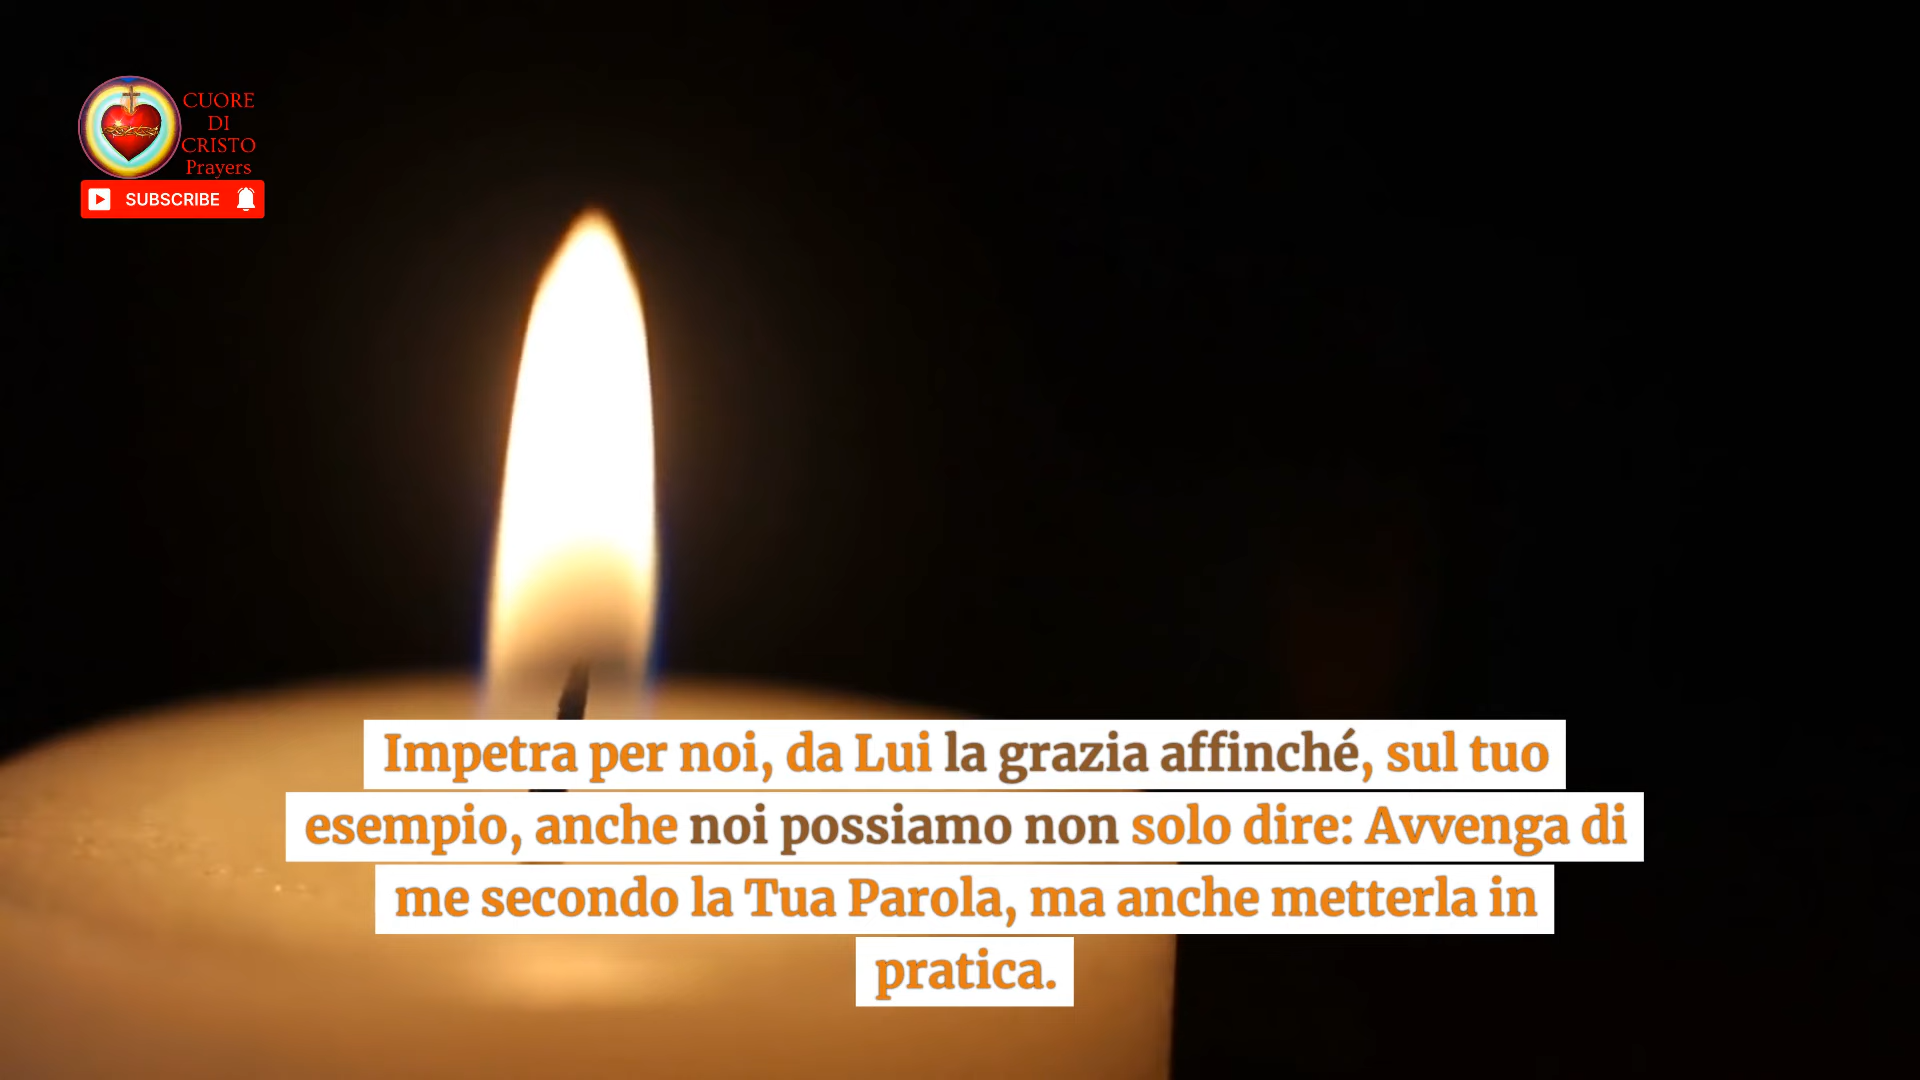 CUORE
DI
CRISTO
Prayers
SUBSCRIBE
Impetra per noi, da Lui la grazia affinché, sul tuo
esempio, anche noi possiamo non solo dire: Avvenga di
me secondo la Tua Parola, ma anche metterla in
pratica.